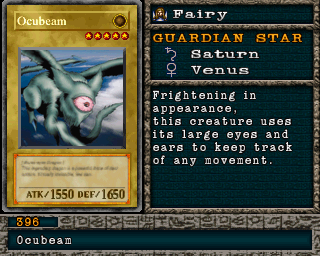 Ocubeam
ATK/1550 DEF/1650
Fairy
GUARDIAN STAR
Saturn
Venus
Frightening in
appearance,
this creature uses
its large eyes and
ears to keep track
of any movement.
396
Ocubeam